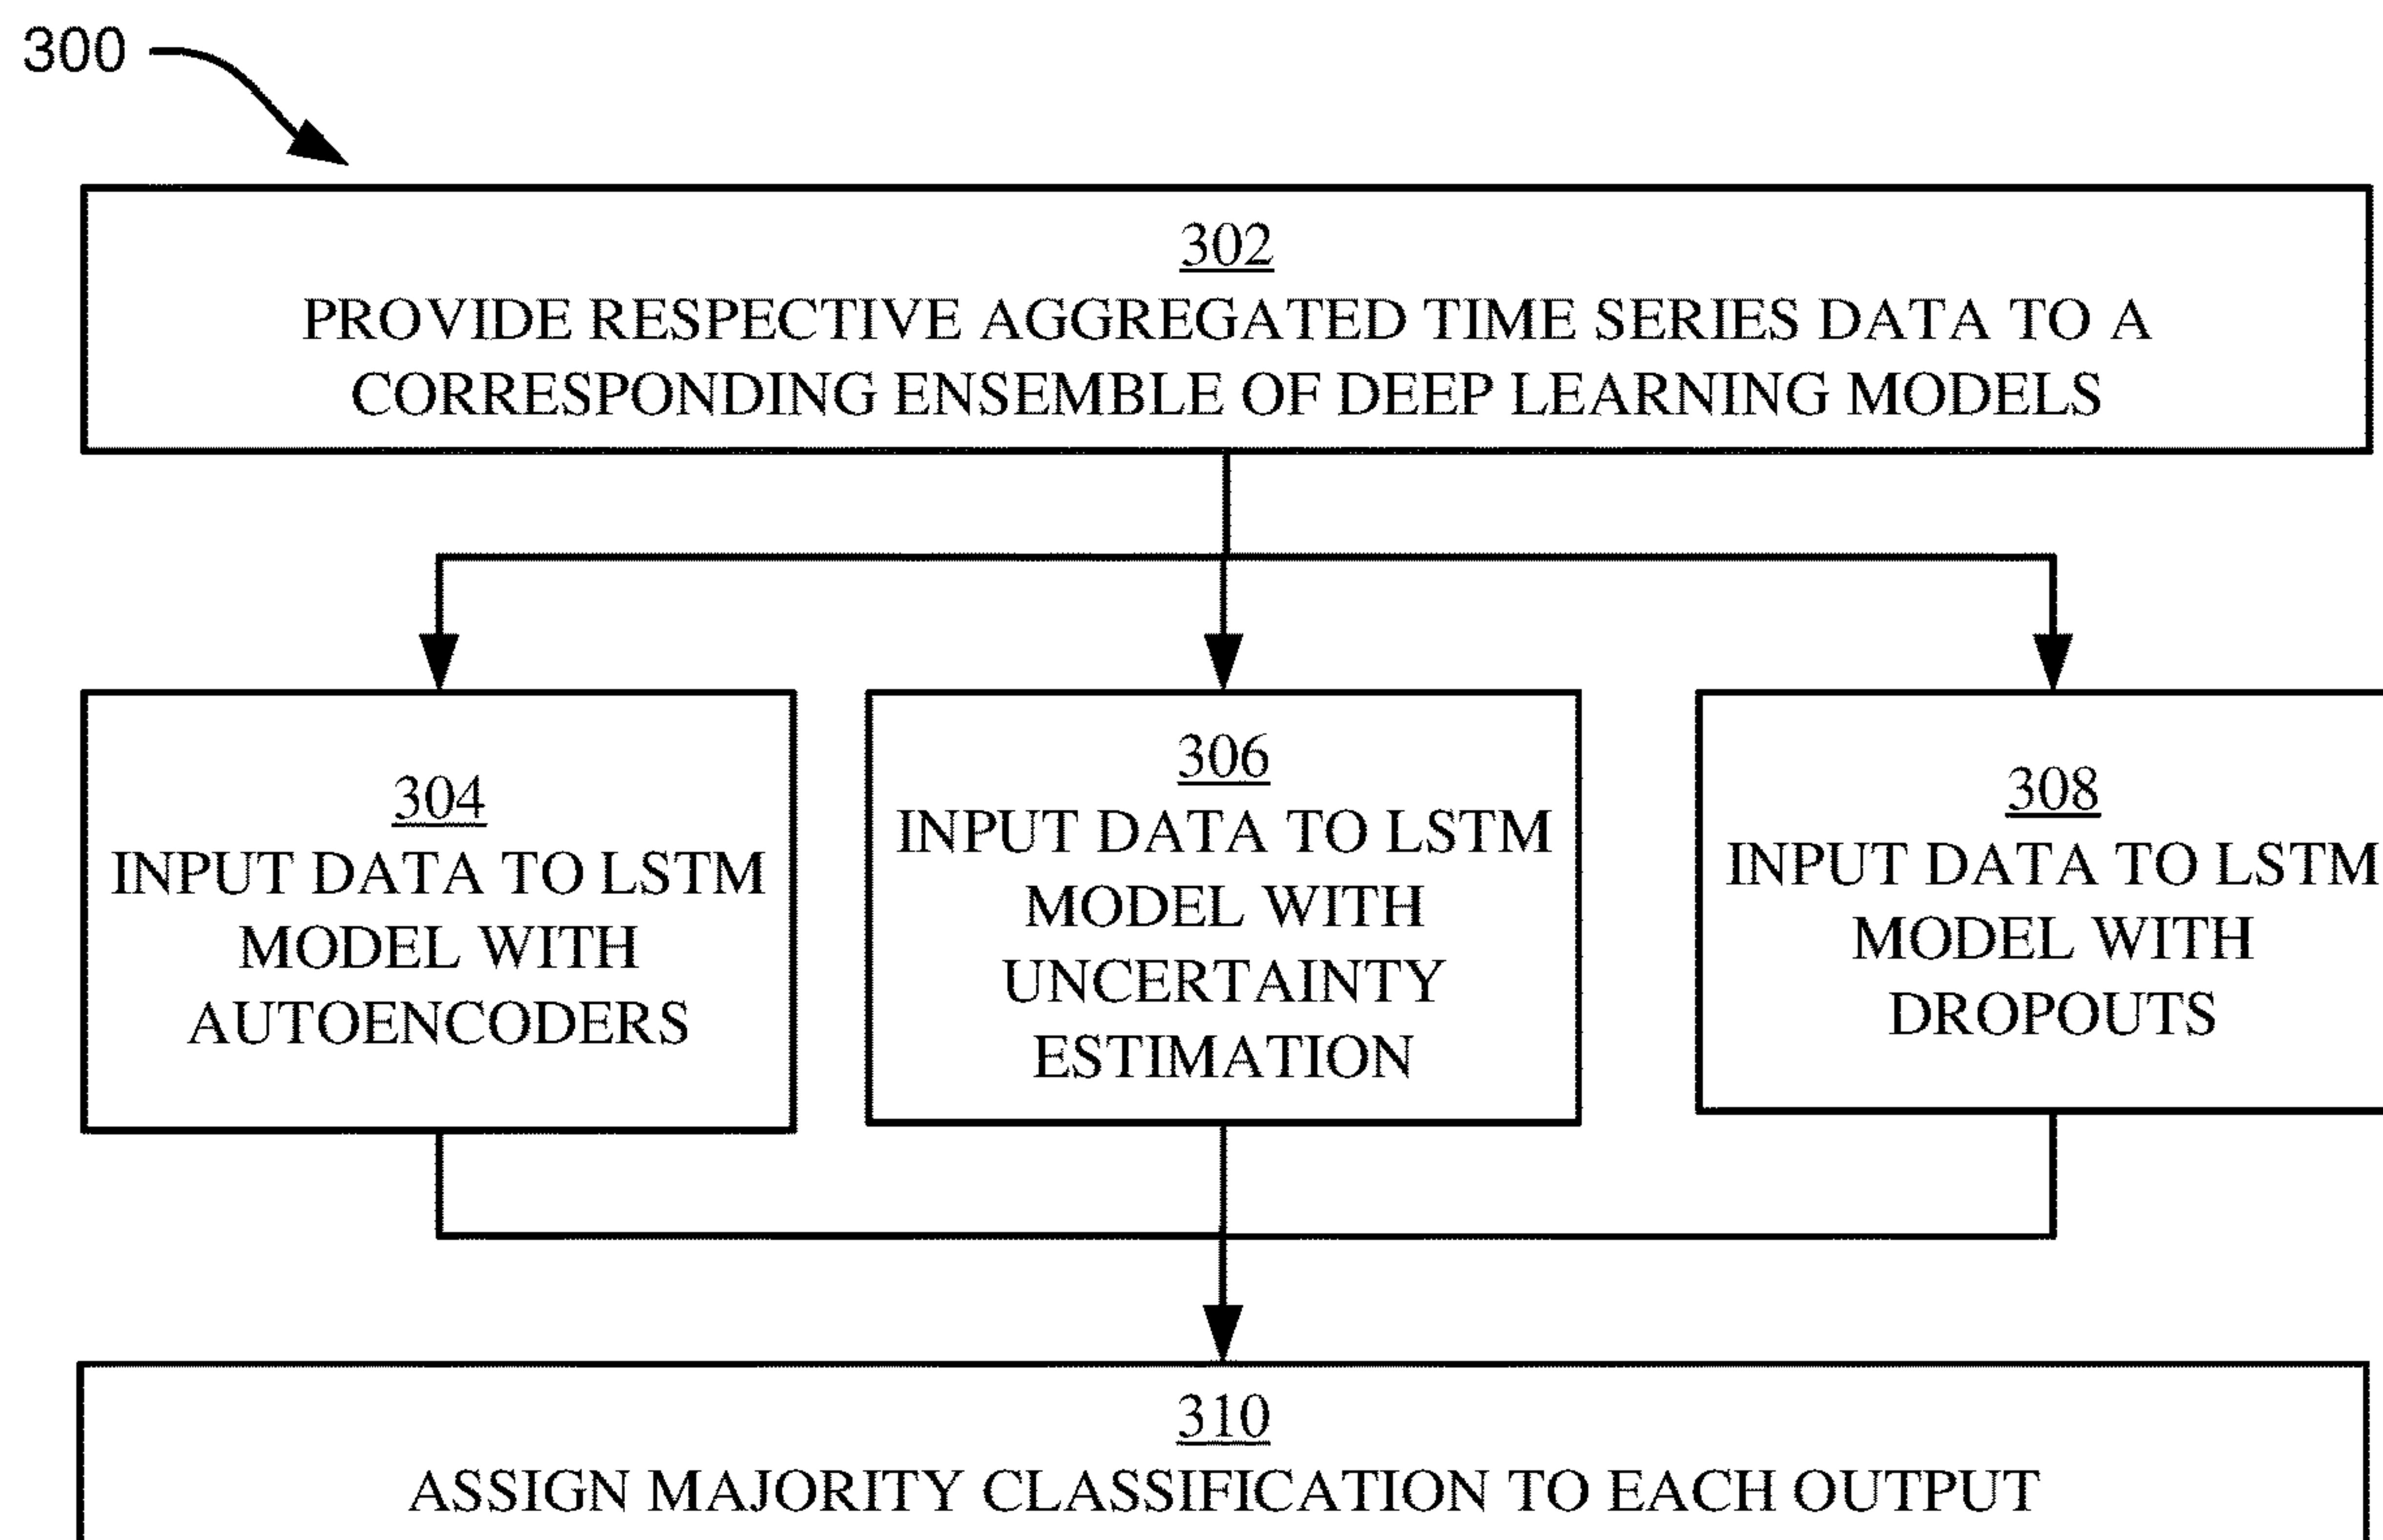 300
302
PROVIDE RESPECTIVE AGGREGATED TIME SERIES DATA TO A
CORRESPONDING ENSEMBLE OF DEEP LEARNING MODELS
304
INPUT DATA TO LSTM
MODEL WITH
AUTOENCODERS
306
INPUT DATA TO LSTM
MODEL WITH
UNCERTAINTY
ESTIMATION
308
INPUT DATA TO LSTM
MODEL WITH
DROPOUTS
310
ASSIGN MAJORITY CLASSIFICATION TO EACH OUTPUT